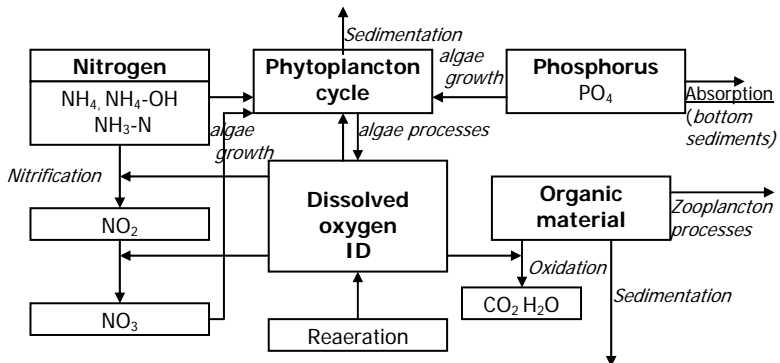 Sedimentation
Nitrogen
NH₄, NH₄-OH
NH₃-N
Phytoplancton
cycle
algae
growth
Phosphorus
PO₄
Absorption
(bottom
sediments)
algae
growth
algae processes
Nitrification
NO₂
NO₃
Dissolved
oxygen
ID
Organic
material
Zooplancton
processes
Oxidation
CO₂ H₂O
Sedimentation
Reaeration